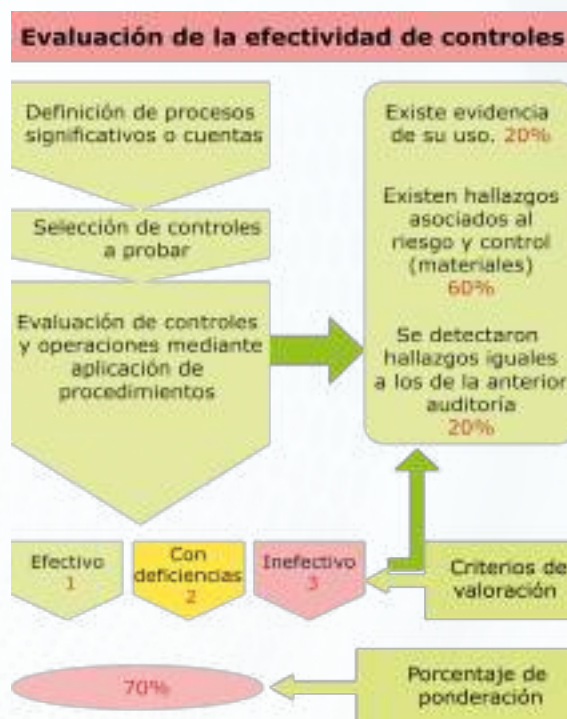 Evaluación de la efectividad de controles
Definición de procesos
significativos o cuentas
Selección de controles
a probar
Evaluación de controles
y operaciones mediante
aplicación de
procedimientos
Existe evidencia
de su uso. 20%
Existen hallazgos
asociados al
riesgo y control
(materiales)
60%
Se detectaron
hallazgos iguales
a los de la anterior
auditoría
20%
Efectivo
1
Con
deficiencias
2
Inefectivo
3
Criterios de
valoración
70%
Porcentaje de
ponderación